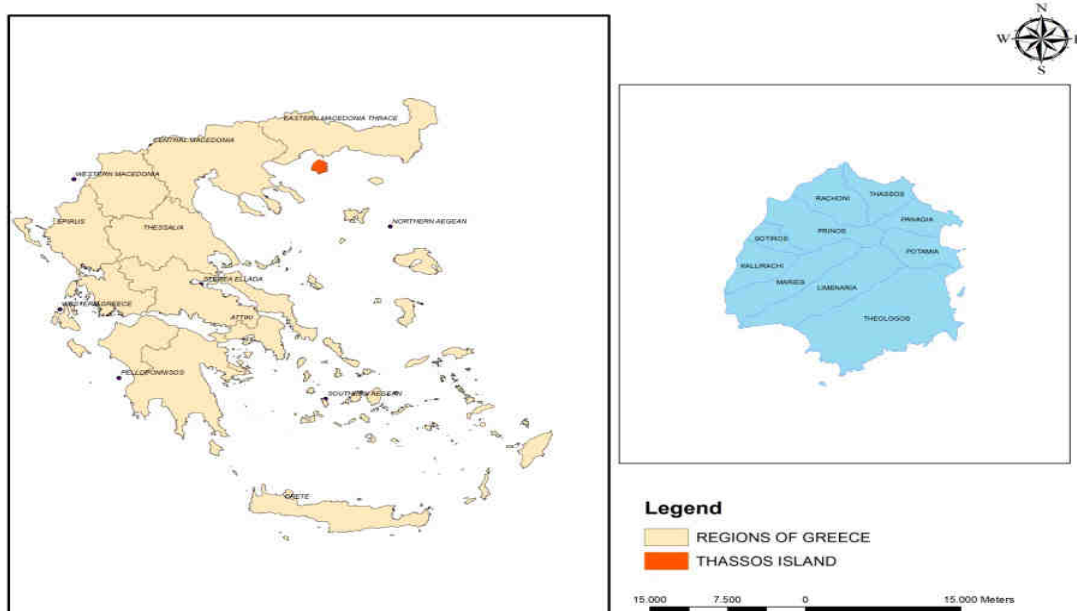 N
W E
S
EASTERN MACEDONIA THRACE
CENTRAL MACEDONIA
WESTERN MACEDONIA
EPIRUS
THESSALIA
NORTHERN AEGEAN
STEREA ELLADA
WESTERN GREECE
ATTIKI
PELLOPONNISOS
SOUTHERN AEGEAN
CRETE
RACHONI
THASSOS
PANAGIA
PRINOS
SOTIROS
POTAMIA
KALLIRACHI
MARIES
LIMENARIA
THEOLOGOS
Legend
REGIONS OF GREECE
THASSOS ISLAND
15.000 7.500 0 15.000 Meters